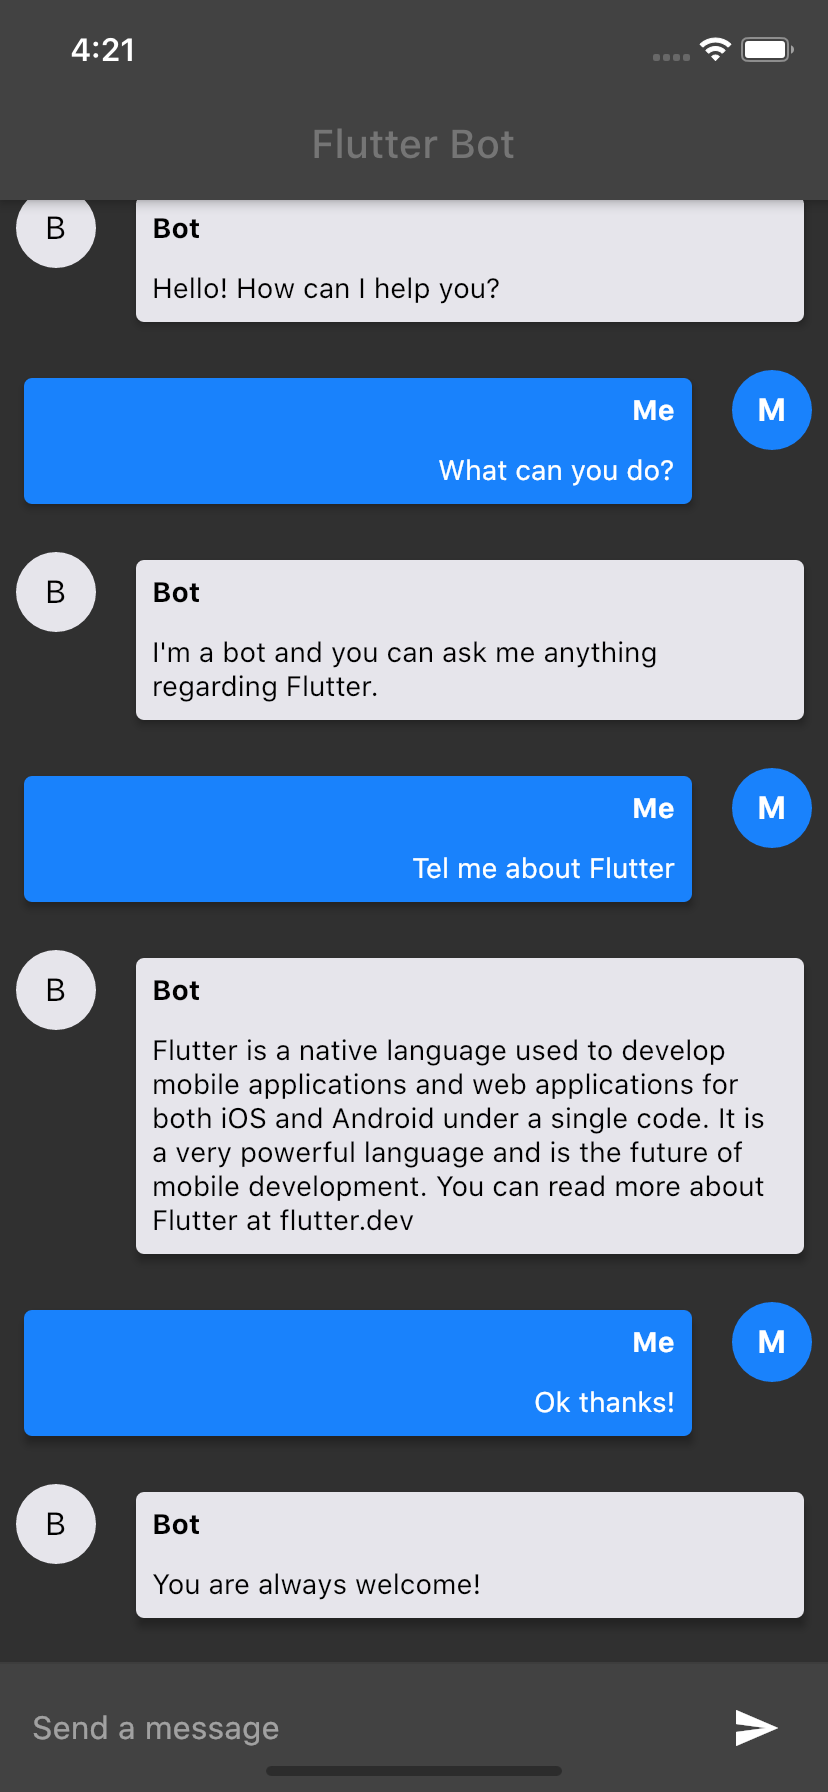 4:21
Flutter Bot
B
Bot
Hello! How can I help you?
Me
M
What can you do?
B
Bot
I'm a bot and you can ask me anything
regarding Flutter.
Me
M
Tel me about Flutter
B
Bot
Flutter is a native language used to develop
mobile applications and web applications for
both iOS and Android under a single code. It is
a very powerful language and is the future of
mobile development. You can read more about
Flutter at flutter.dev
Me
M
Ok thanks!
B
Bot
You are always welcome!
Send a message